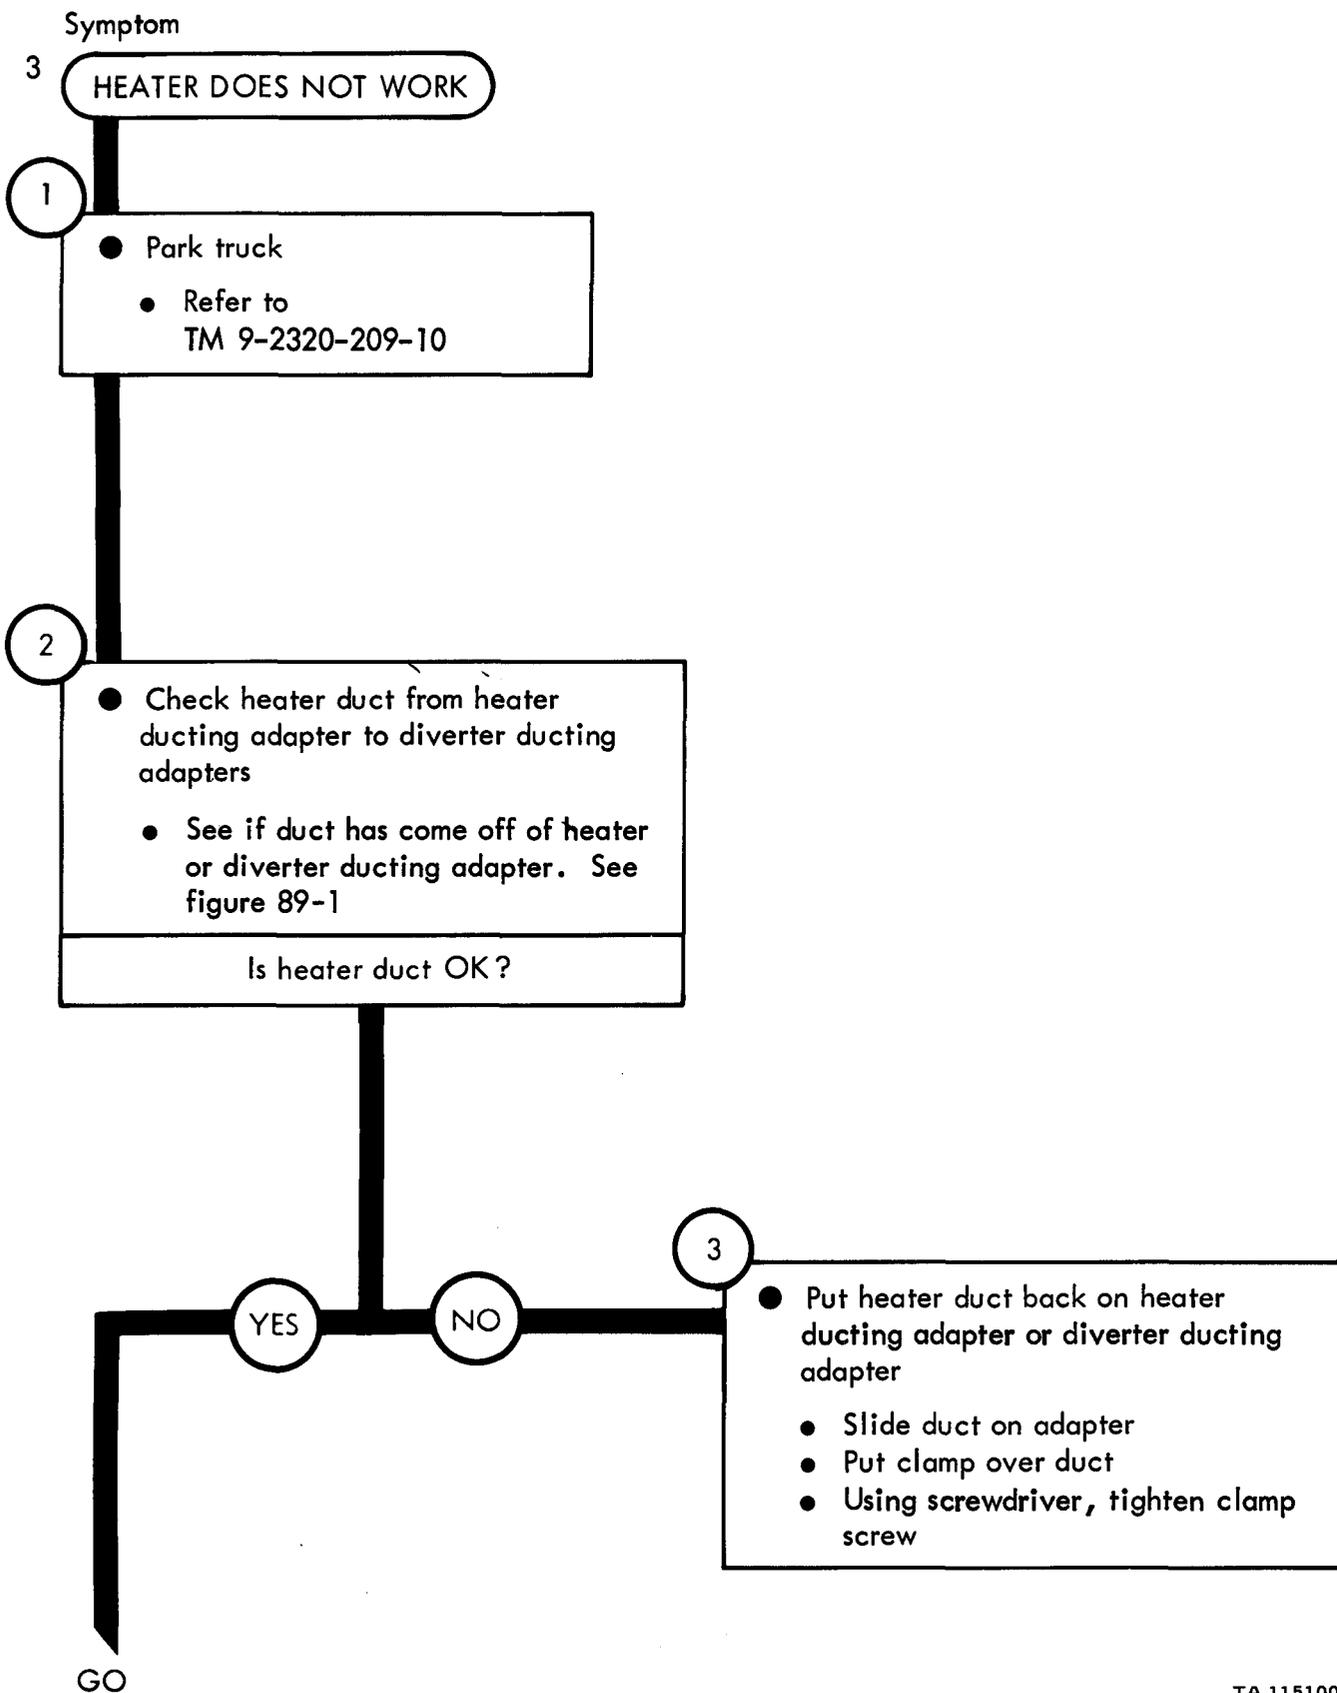 Symptom
3
HEATER DOES NOT WORK
1
● Park truck
● Refer to
TM 9-2320-209-10
2
● Check heater duct from heater
ducting adapter to diverter ducting
adapters
● See if duct has come off of heater
or diverter ducting adapter. See
figure 89-1
Is heater duct OK?
YES
NO
3
● Put heater duct back on heater
ducting adapter or diverter ducting
adapter
● Slide duct on adapter
● Put clamp over duct
● Using screwdriver, tighten clamp
screw
GO
TA 115100